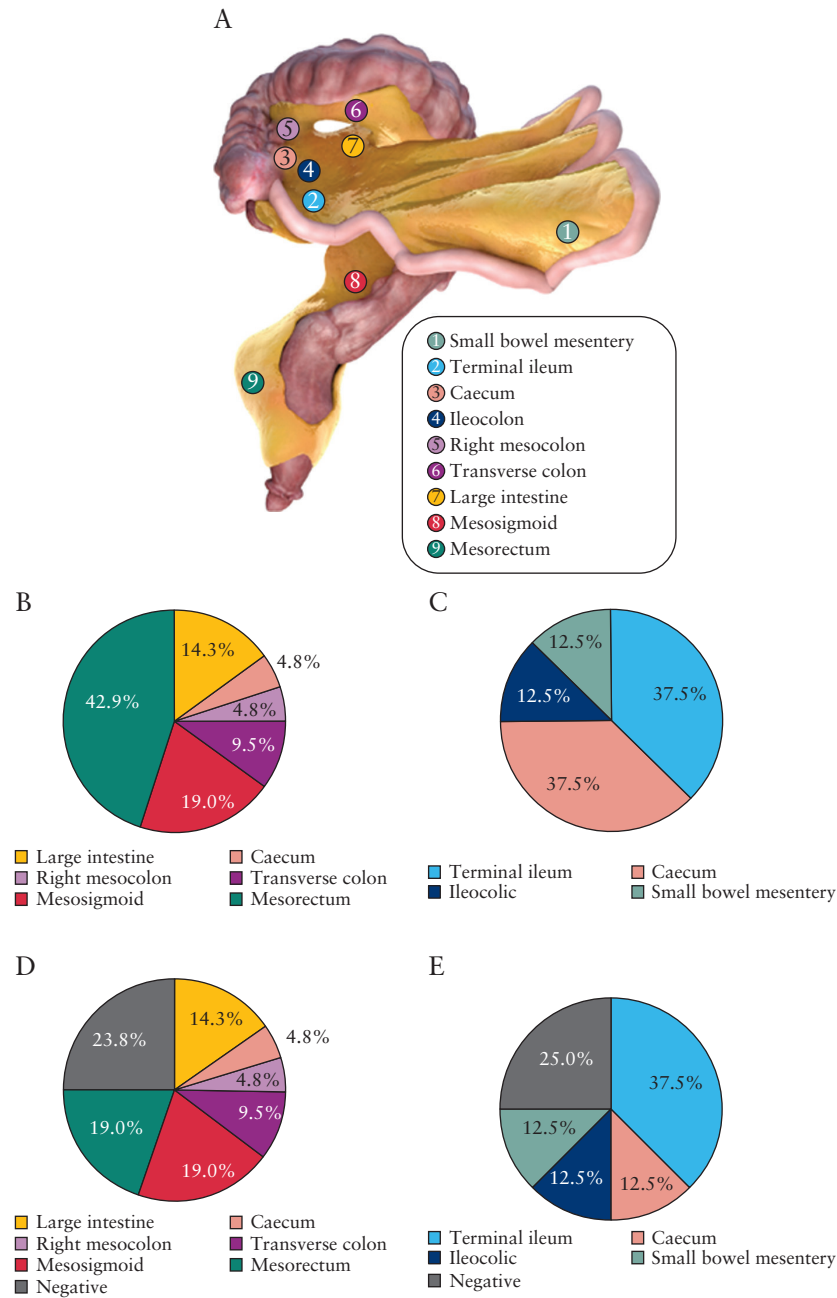 A
5
6
3
7
4
2
1
8
9
1 Small bowel mesentery
2 Terminal ileum
3 Caecum
4 Ileocolon
5 Right mesocolon
6 Transverse colon
7 Large intestine
8 Mesosigmoid
9 Mesorectum
B
14.3%
4.8%
4.8%
9.5%
19.0%
42.9%
Large intestine
Caecum
Right mesocolon
Transverse colon
Mesosigmoid
Mesorectum
C
12.5%
37.5%
12.5%
37.5%
Terminal ileum
Caecum
Ileocolic
Small bowel mesentery
D
14.3%
4.8%
23.8%
4.8%
9.5%
19.0%
19.0%
Large intestine
Caecum
Right mesocolon
Transverse colon
Mesosigmoid
Mesorectum
Negative
E
25.0%
37.5%
12.5%
12.5%
12.5%
Terminal ileum
Caecum
Ileocolic
Small bowel mesentery
Negative